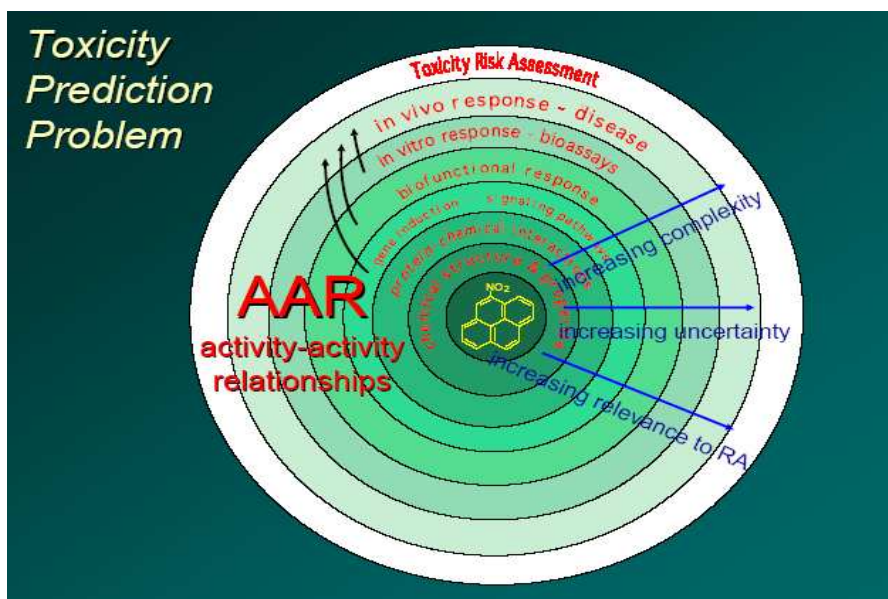 Toxicity
Prediction
Problem
Toxicity Risk Assessment
in vivo response - disease
in vitro response - bioassays
biofunctional response
gene induction signaling pathways
protein-chemical interactions
chemical structure & properties
NO2
AAR
activity-activity
relationships
increasing complexity
increasing uncertainty
increasing relevance to RA